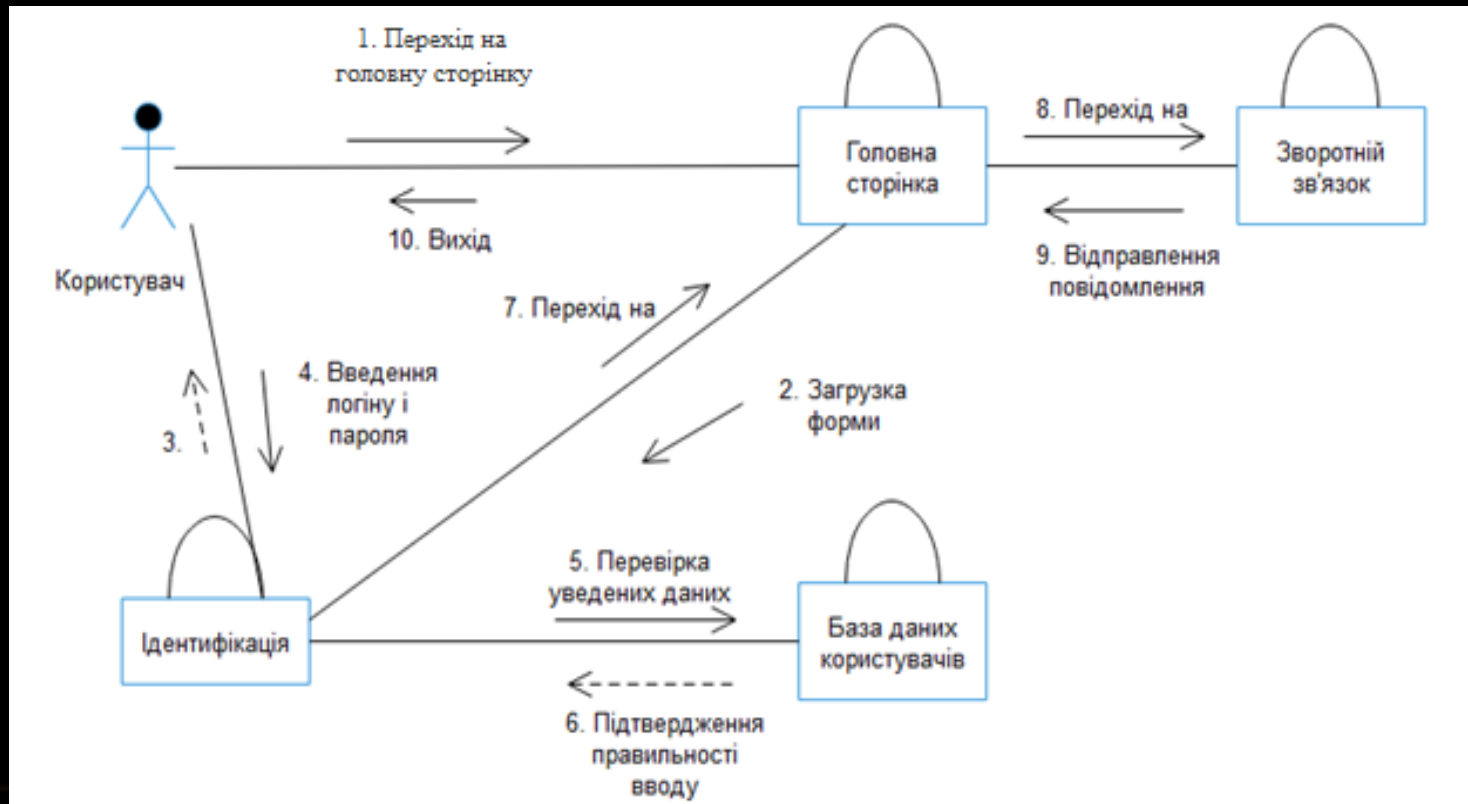 1. Перехід на
головну сторінку
8. Перехід на
Головна
сторінка
Зворотній
зв'язок
10. Вихід
9. Відправлення
повідомлення
Користувач
7. Перехід на
4. Введення
логіну і
пароля
3.
2. Загрузка
форми
5. Перевірка
уведених даних
Ідентифікація
База даних
користувачів
6. Підтвердження
правильності
вводу